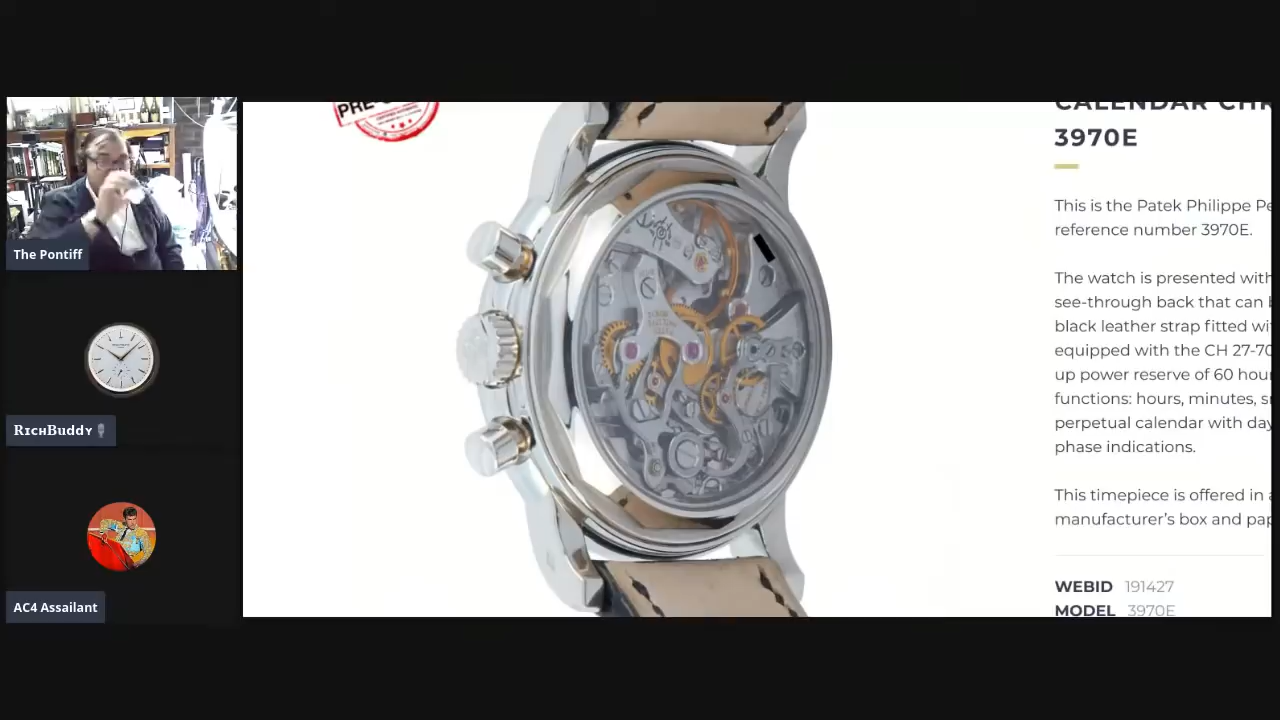 The Pontiff
RɪᴄʜBᴜᴅᴅʏ
AC4 Assailant
CALENDAR CH
3970E
This is the Patek Philippe Pe
reference number 3970E.
The watch is presented with
see-through back that can b
black leather strap fitted wi
equipped with the CH 27-70
up power reserve of 60 hour
functions: hours, minutes, s
perpetual calendar with day
phase indications.
This timepiece is offered in a
manufacturer's box and pap
WEBID 191427
MODEL 3970E